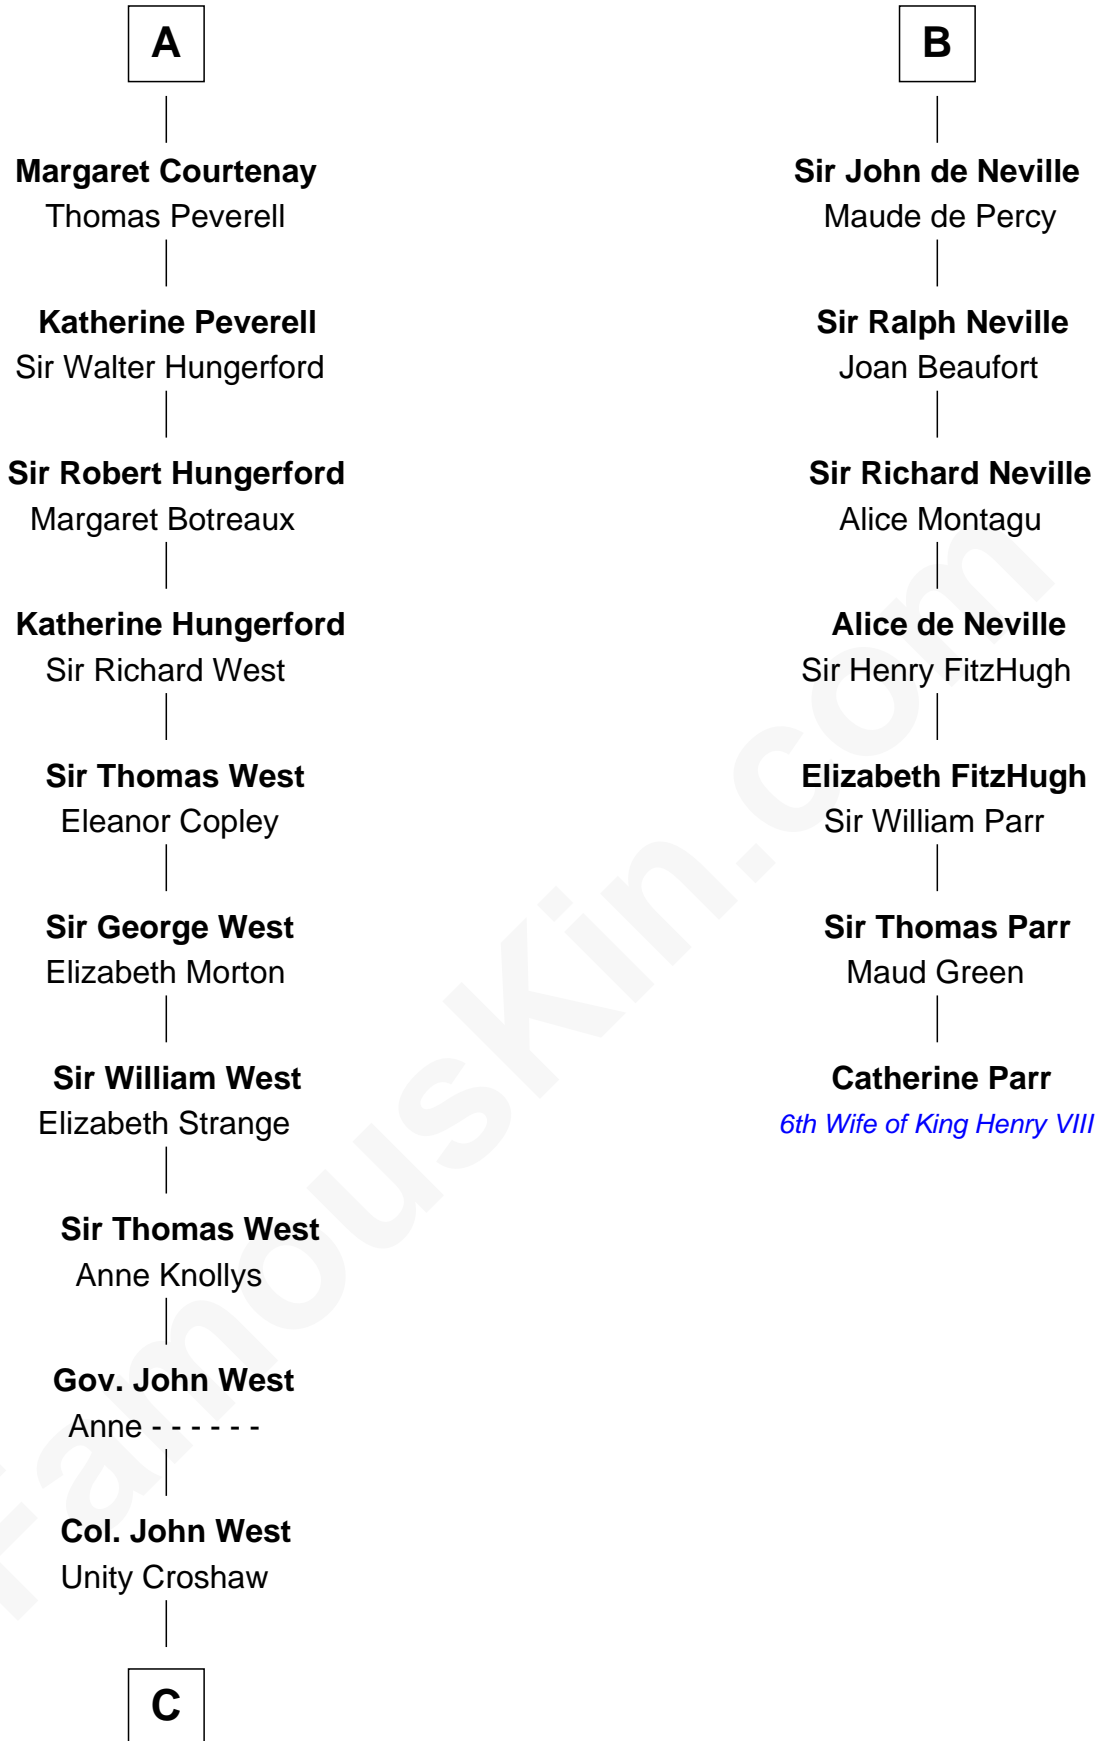 A
Margaret Courtenay
Thomas Peverell
Katherine Peverell
Sir Walter Hungerford
Sir Robert Hungerford
Margaret Botreaux
Katherine Hungerford
Sir Richard West
Sir Thomas West
Eleanor Copley
Sir George West
Elizabeth Morton
Sir William West
Elizabeth Strange
Sir Thomas West
Anne Knollys
Gov. John West
Anne - - - - - -
Col. John West
Unity Croshaw
C
B
Sir John de Neville
Maude de Percy
Sir Ralph Neville
Joan Beaufort
Sir Richard Neville
Alice Montagu
Alice de Neville
Sir Henry FitzHugh
Elizabeth FitzHugh
Sir William Parr
Sir Thomas Parr
Maud Green
Catherine Parr
6th Wife of King Henry VIII
FamousKin.com